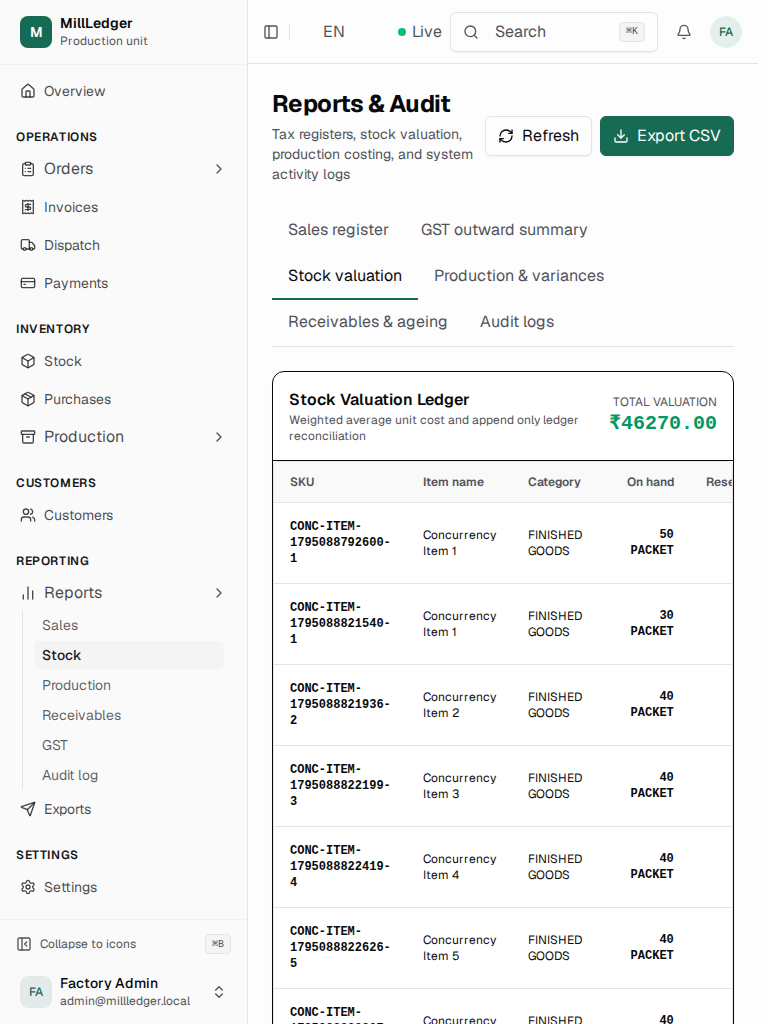 M
MillLedger
Production unit
Overview
OPERATIONS
Orders
Invoices
Dispatch
Payments
INVENTORY
Stock
Purchases
Production
CUSTOMERS
Customers
REPORTING
Reports
Sales
Stock
Production
Receivables
GST
Audit log
Exports
SETTINGS
Settings
Collapse to icons ⌘B
FA
Factory Admin
admin@millledger.local
EN
Live
Search ⌘K
FA
Reports & Audit
Tax registers, stock valuation,
production costing, and system
activity logs
Refresh
Export CSV
Sales register GST outward summary
Stock valuation Production & variances
Receivables & ageing Audit logs
Stock Valuation Ledger
Weighted average unit cost and append only ledger
reconciliation
TOTAL VALUATION
₹46270.00
SKU Item name Category On hand Rese
CONC-ITEM-
1795088792600-
1
Concurrency
Item 1
FINISHED
GOODS
50
PACKET
CONC-ITEM-
1795088821540-
1
Concurrency
Item 1
FINISHED
GOODS
30
PACKET
CONC-ITEM-
1795088821936-
2
Concurrency
Item 2
FINISHED
GOODS
40
PACKET
CONC-ITEM-
1795088822199-
3
Concurrency
Item 3
FINISHED
GOODS
40
PACKET
CONC-ITEM-
1795088822419-
4
Concurrency
Item 4
FINISHED
GOODS
40
PACKET
CONC-ITEM-
1795088822626-
5
Concurrency
Item 5
FINISHED
GOODS
40
PACKET
CONC-ITEM-
Concurrency
FINISHED
40